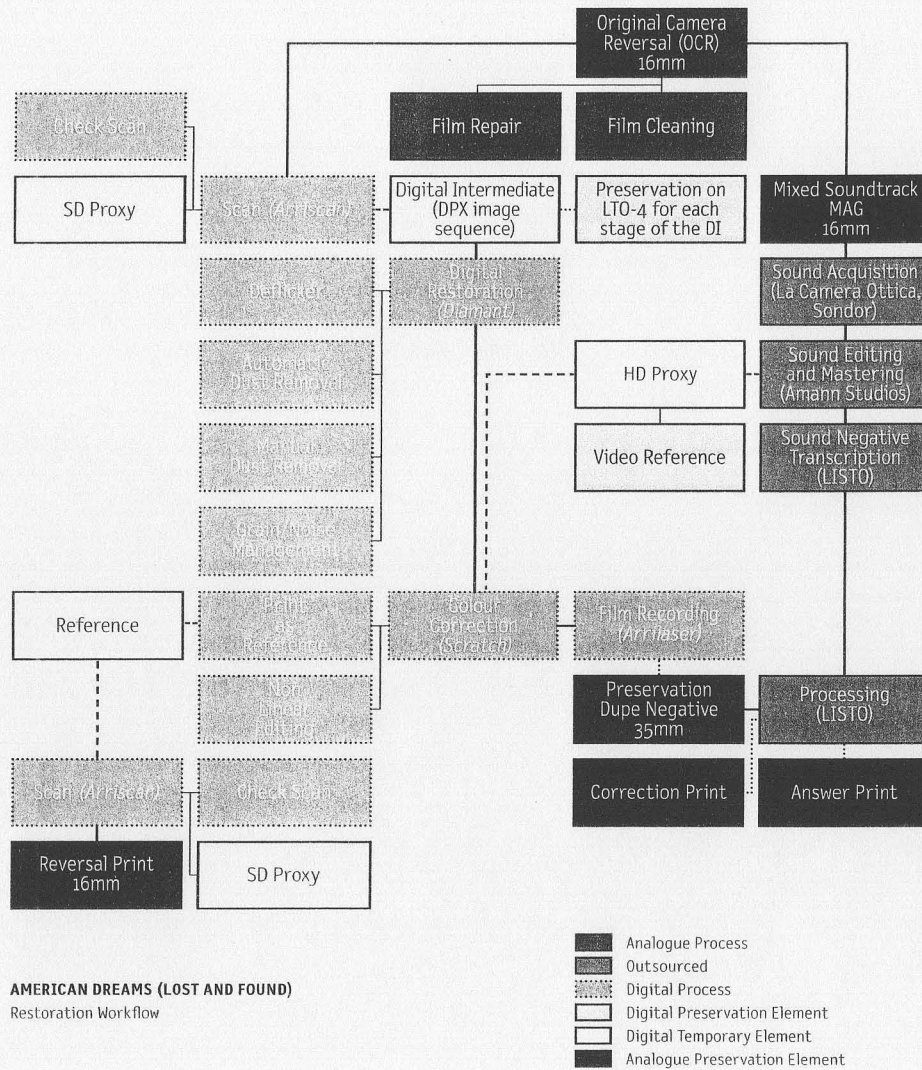 Original Camera
Reversal (OCR)
16mm
Check Scan
Film Repair
Film Cleaning
SD Proxy
Scan (Arriscan)
Digital Intermediate
(DPX image
sequence)
Preservation on
LTO-4 for each
stage of the DI
Mixed Soundtrack
MAG
16mm
Deflicker
Digital
Restoration
(Diamant)
Sound Acquisition
(La Camera Ottica,
Sondor)
Automatic
Dust Removal
HD Proxy
Sound Editing
and Mastering
(Amann Studios)
Manual
Dust Removal
Video Reference
Sound Negative
Transcription
(LISTO)
Grain/Noise
Management
Reference
Print
as
Reference
Colour
Correction
(Scratch)
Film Recording
(Arrilaser)
Non
Linear
Editing
Preservation
Dupe Negative
35mm
Processing
(LISTO)
Scan (Arriscan)
Check Scan
Correction Print
Answer Print
Reversal Print
16mm
SD Proxy
Analogue Process
Outsourced
Digital Process
Digital Preservation Element
Digital Temporary Element
Analogue Preservation Element
AMERICAN DREAMS (LOST AND FOUND)
Restoration Workflow